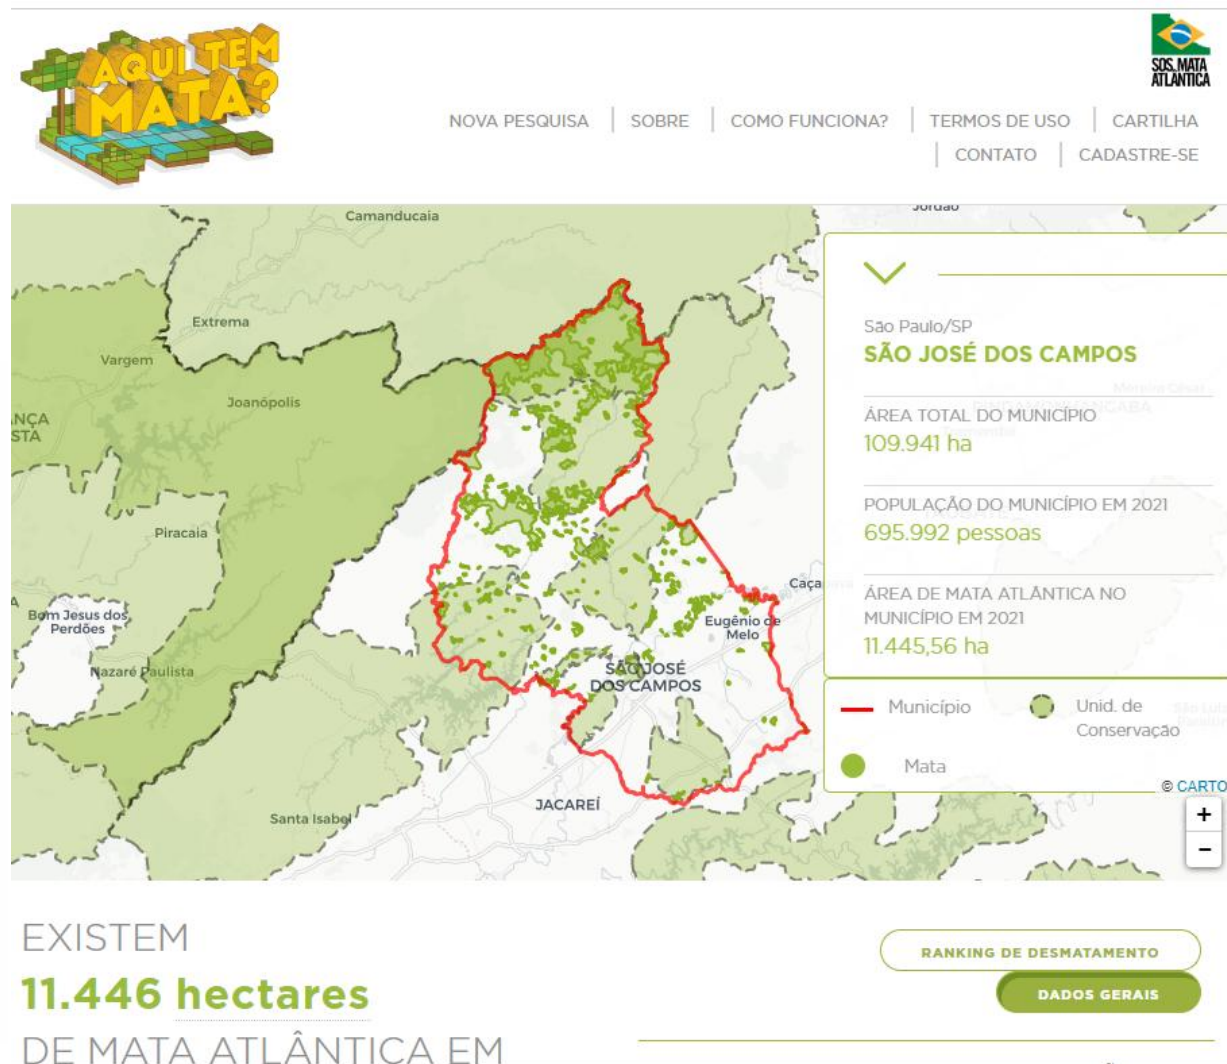 AQUI TEM
MATA?
SOS MATA
ATLÂNTICA
NOVA PESQUISA
SOBRE
COMO FUNCIONA?
TERMOS DE USO
CARTILHA
CONTATO
CADASTRE-SE
Camanducaia
Jordão
Extrema
Vargem
Joanópolis
NÇA
STA
Piracaia
Bom Jesus dos
Perdões
Nazaré Paulista
Santa Isabel
JACAREÍ
SÃO JOSÉ
DOS CAMPOS
Eugênio de
Melo
Caça
São Paulo/SP
SÃO JOSÉ DOS CAMPOS
ÁREA TOTAL DO MUNICÍPIO
109.941 ha
POPULAÇÃO DO MUNICÍPIO EM 2021
695.992 pessoas
ÁREA DE MATA ATLÂNTICA NO
MUNICÍPIO EM 2021
11.445,56 ha
Município
Unid. de
Conservação
Mata
© CARTO
+
−
EXISTEM
11.446 hectares
DE MATA ATLÂNTICA EM
RANKING DE DESMATAMENTO
DADOS GERAIS